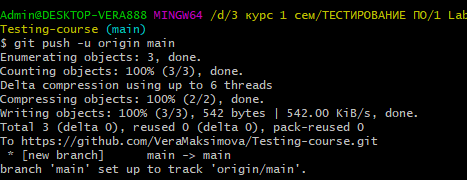 Admin@DESKTOP-VERA888 MINGW64 /d/3 курс 1 сем/ТЕСТИРОВАНИЕ ПО/1 Lab
Testing-course (main)
$ git push -u origin main
Enumerating objects: 3, done.
Counting objects: 100% (3/3), done.
Delta compression using up to 6 threads
Compressing objects: 100% (2/2), done.
Writing objects: 100% (3/3), 542 bytes | 542.00 KiB/s, done.
Total 3 (delta 0), reused 0 (delta 0), pack-reused 0
To https://github.com/VeraMaksimova/Testing-course.git
 * [new branch]      main -> main
branch 'main' set up to track 'origin/main'.